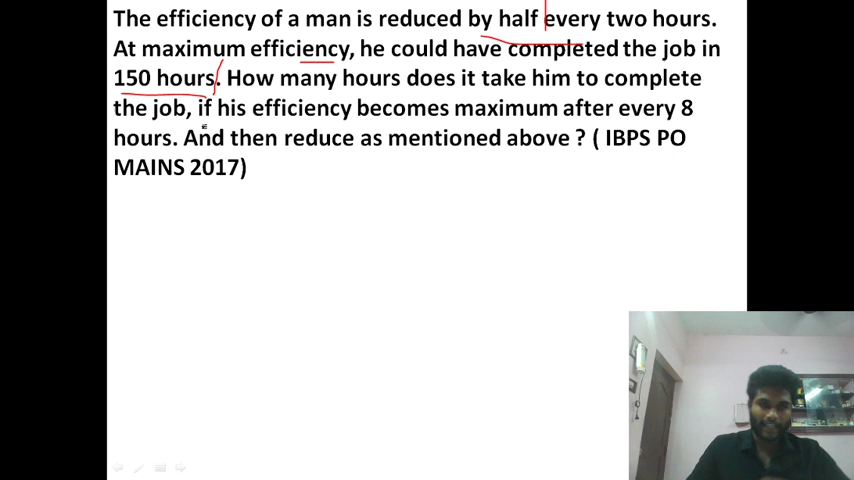 The efficiency of a man is reduced by half every two hours.
At maximum efficiency, he could have completed the job in
150 hours. How many hours does it take him to complete
the job, if his efficiency becomes maximum after every 8
hours. And then reduce as mentioned above ? ( IBPS PO
MAINS 2017)